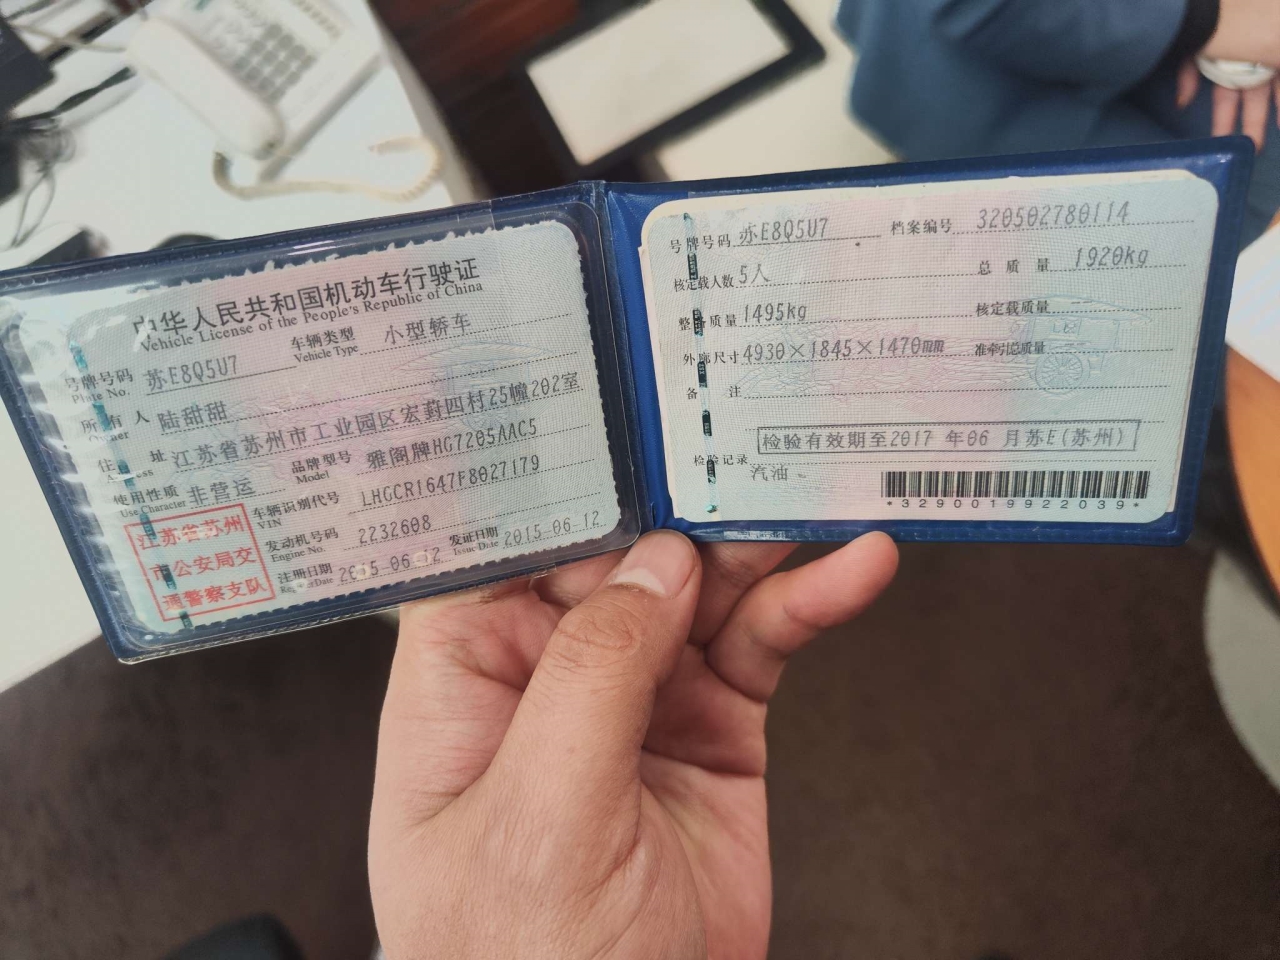 中华人民共和国机动车行驶证
Vehicle License of the People's Republic of China
号牌号码 苏E8Q5U7 车辆类型 小型轿车
Plate No. Vehicle Type
所有人 陆甜甜
Owner
住址 江苏省苏州市工业园区宏葑四村25幢202室
Address
使用性质 非营运 品牌型号 雅阁牌HG7205AAC5
Use Character Model
车辆识别代号 LHGCR1647F8027179
VIN
江苏省苏州
市公安局交
通警察支队
发动机号码 2232608
Engine No.
注册日期 2015-06-12 发证日期 2015-06-12
Register Date Issue Date
号牌号码 苏E8Q5U7 档案编号 320502780114
核定载人数 5人 总质量 1920kg
整备质量 1495kg 核定载质量
外廓尺寸 4930×1845×1470mm 准牵引总质量
备注
检验有效期至2017 年06 月苏E(苏州)
检验记录
汽油
*3290019922039*